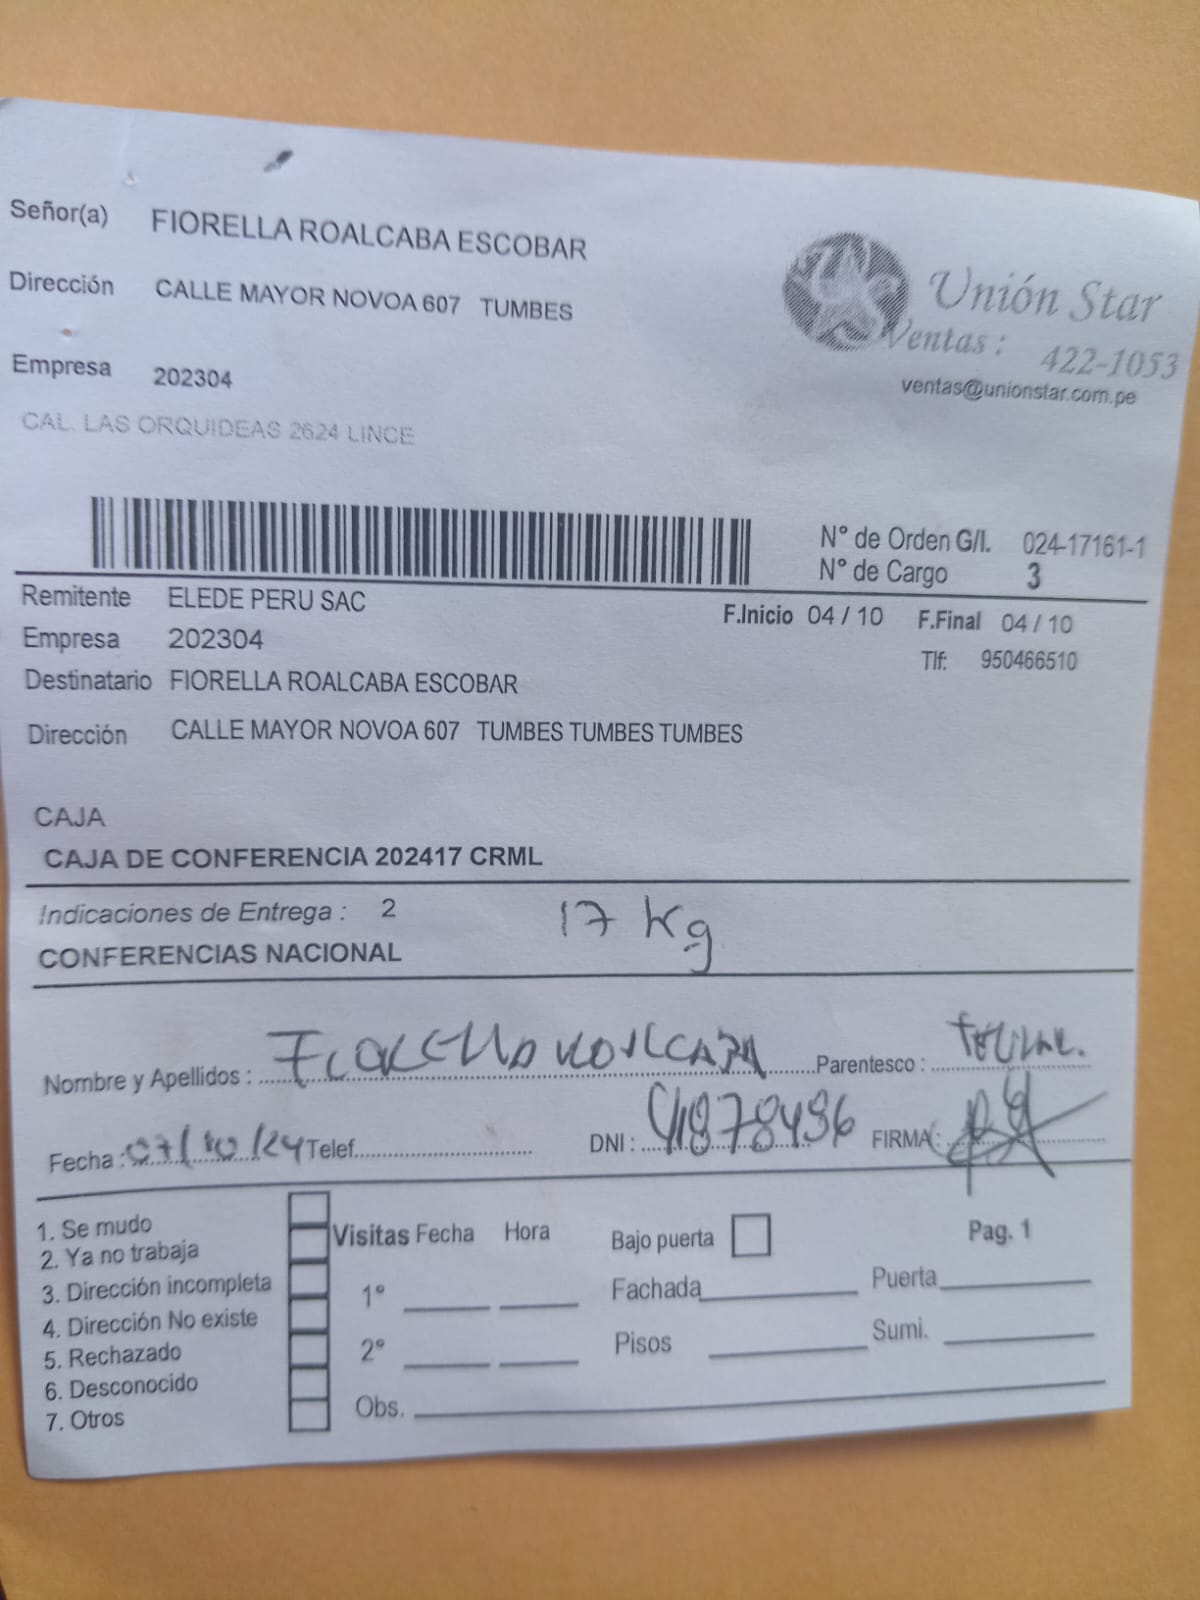 Señor(a) FIORELLA ROALCABA ESCOBAR
Dirección CALLE MAYOR NOVOA 607 TUMBES
Empresa 202304
CAL. LAS ORQUIDEAS 2624 LINCE
Unión Star
Ventas : 422-1053
ventas@unionstar.com.pe
N° de Orden G/I. 024-17161-1
N° de Cargo 3
Remitente ELEDE PERU SAC
F.Inicio 04 / 10 F.Final 04 / 10
Empresa 202304
Tlf: 950466510
Destinatario FIORELLA ROALCABA ESCOBAR
Dirección CALLE MAYOR NOVOA 607 TUMBES TUMBES TUMBES
CAJA
CAJA DE CONFERENCIA 202417 CRML
Indicaciones de Entrega : 2
17 Kg
CONFERENCIAS NACIONAL
Nombre y Apellidos : Parentesco :
Fecha : 07/10/24 Telef. DNI : 41878496 FIRMA :
1. Se mudo
2. Ya no trabaja
3. Dirección incompleta
4. Dirección No existe
5. Rechazado
6. Desconocido
7. Otros
Visitas Fecha Hora
1°
2°
Obs.
Bajo puerta
Pag. 1
Fachada Puerta
Pisos Sumi.